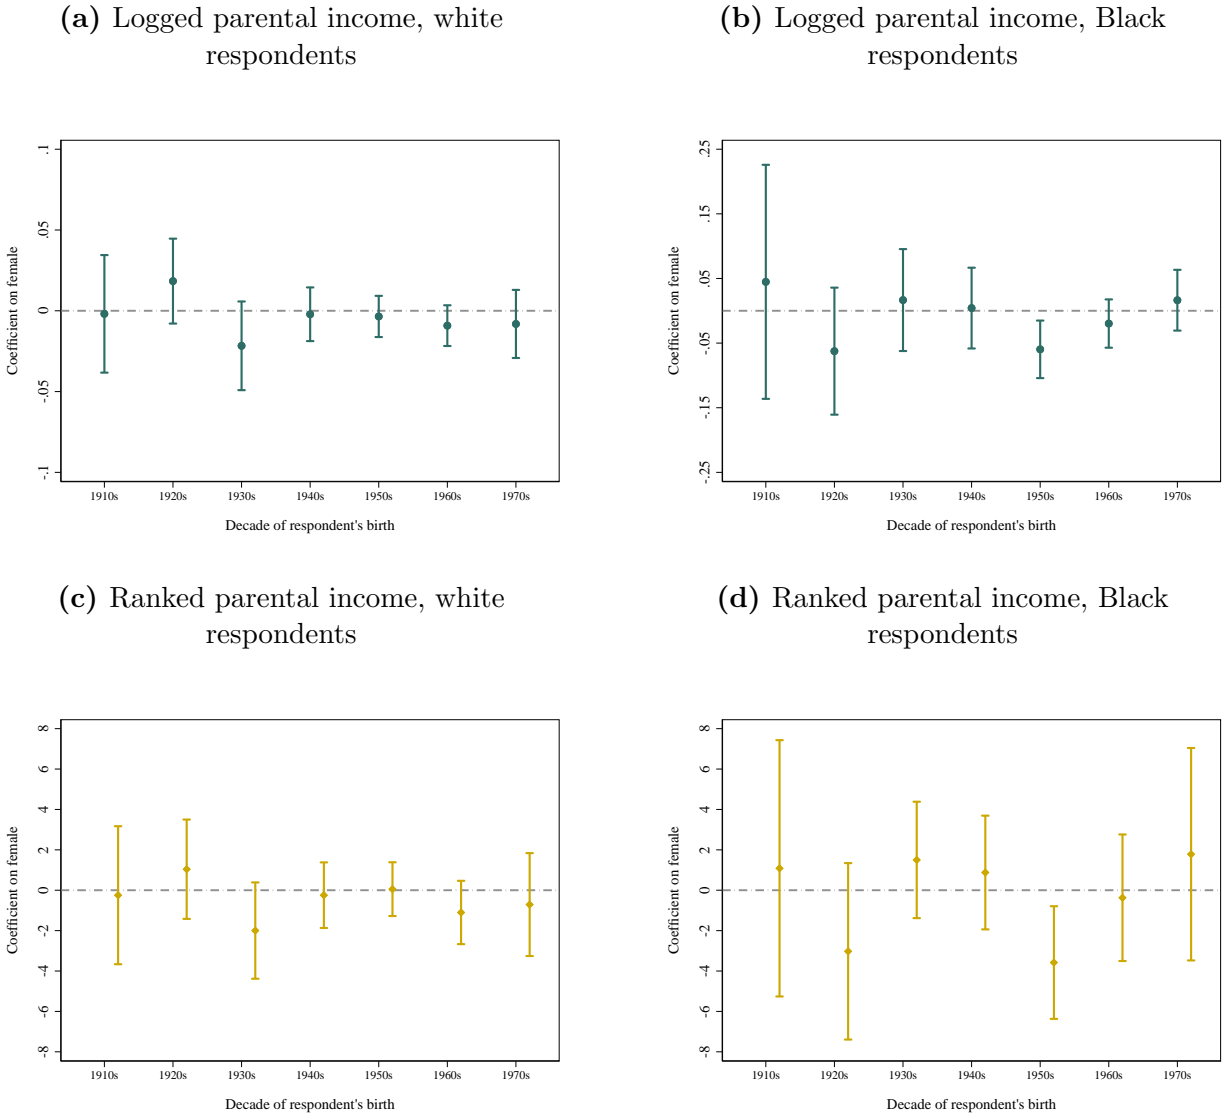 (a) Logged parental income, white
respondents
.1
.05
0
-.05
-.1
Coefficient on female
1910s 1920s 1930s 1940s 1950s 1960s 1970s
Decade of respondent's birth
(b) Logged parental income, Black
respondents
.25
.15
.05
-.05
-.15
-.25
Coefficient on female
1910s 1920s 1930s 1940s 1950s 1960s 1970s
Decade of respondent's birth
(c) Ranked parental income, white
respondents
8
6
4
2
0
-2
-4
-6
-8
Coefficient on female
1910s 1920s 1930s 1940s 1950s 1960s 1970s
Decade of respondent's birth
(d) Ranked parental income, Black
respondents
8
6
4
2
0
-2
-4
-6
-8
Coefficient on female
1910s 1920s 1930s 1940s 1950s 1960s 1970s
Decade of respondent's birth